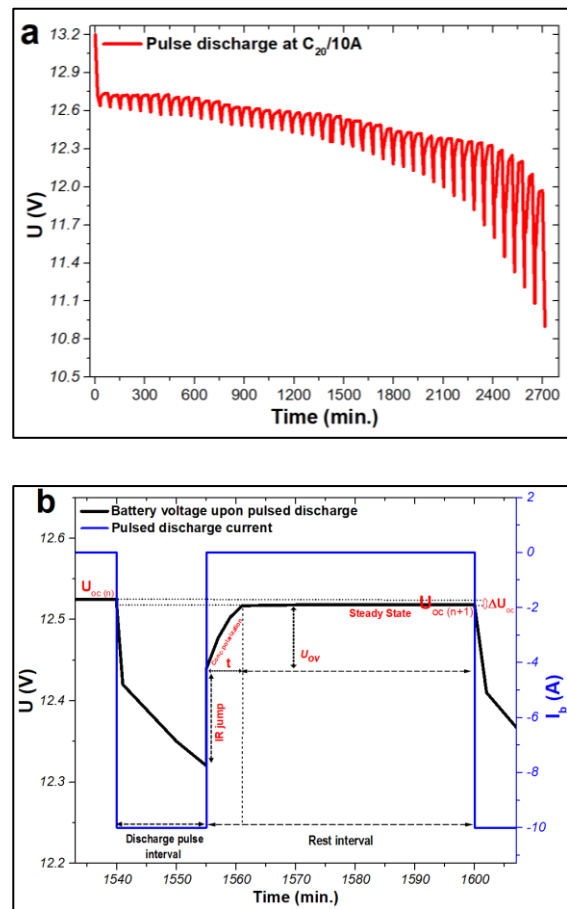 a
Pulse discharge at C20/10A
13.2
12.9
12.6
12.3
12.0
11.7
11.4
11.1
10.8
10.5
U (V)
0 300 600 900 1200 1500 1800 2100 2400 2700
Time (min.)
b
Battery voltage upon pulsed discharge
Pulsed discharge current
12.6
12.5
12.4
12.3
12.2
U (V)
2
0
-2
-4
-6
-8
-10
Ib (A)
Uoc (n)
Steady State
Uoc (n+1)
ΔUoc
t
Uov
IR jump
Discharge pulse
interval
Rest interval
1540 1550 1560 1570 1580 1590 1600
Time (min.)